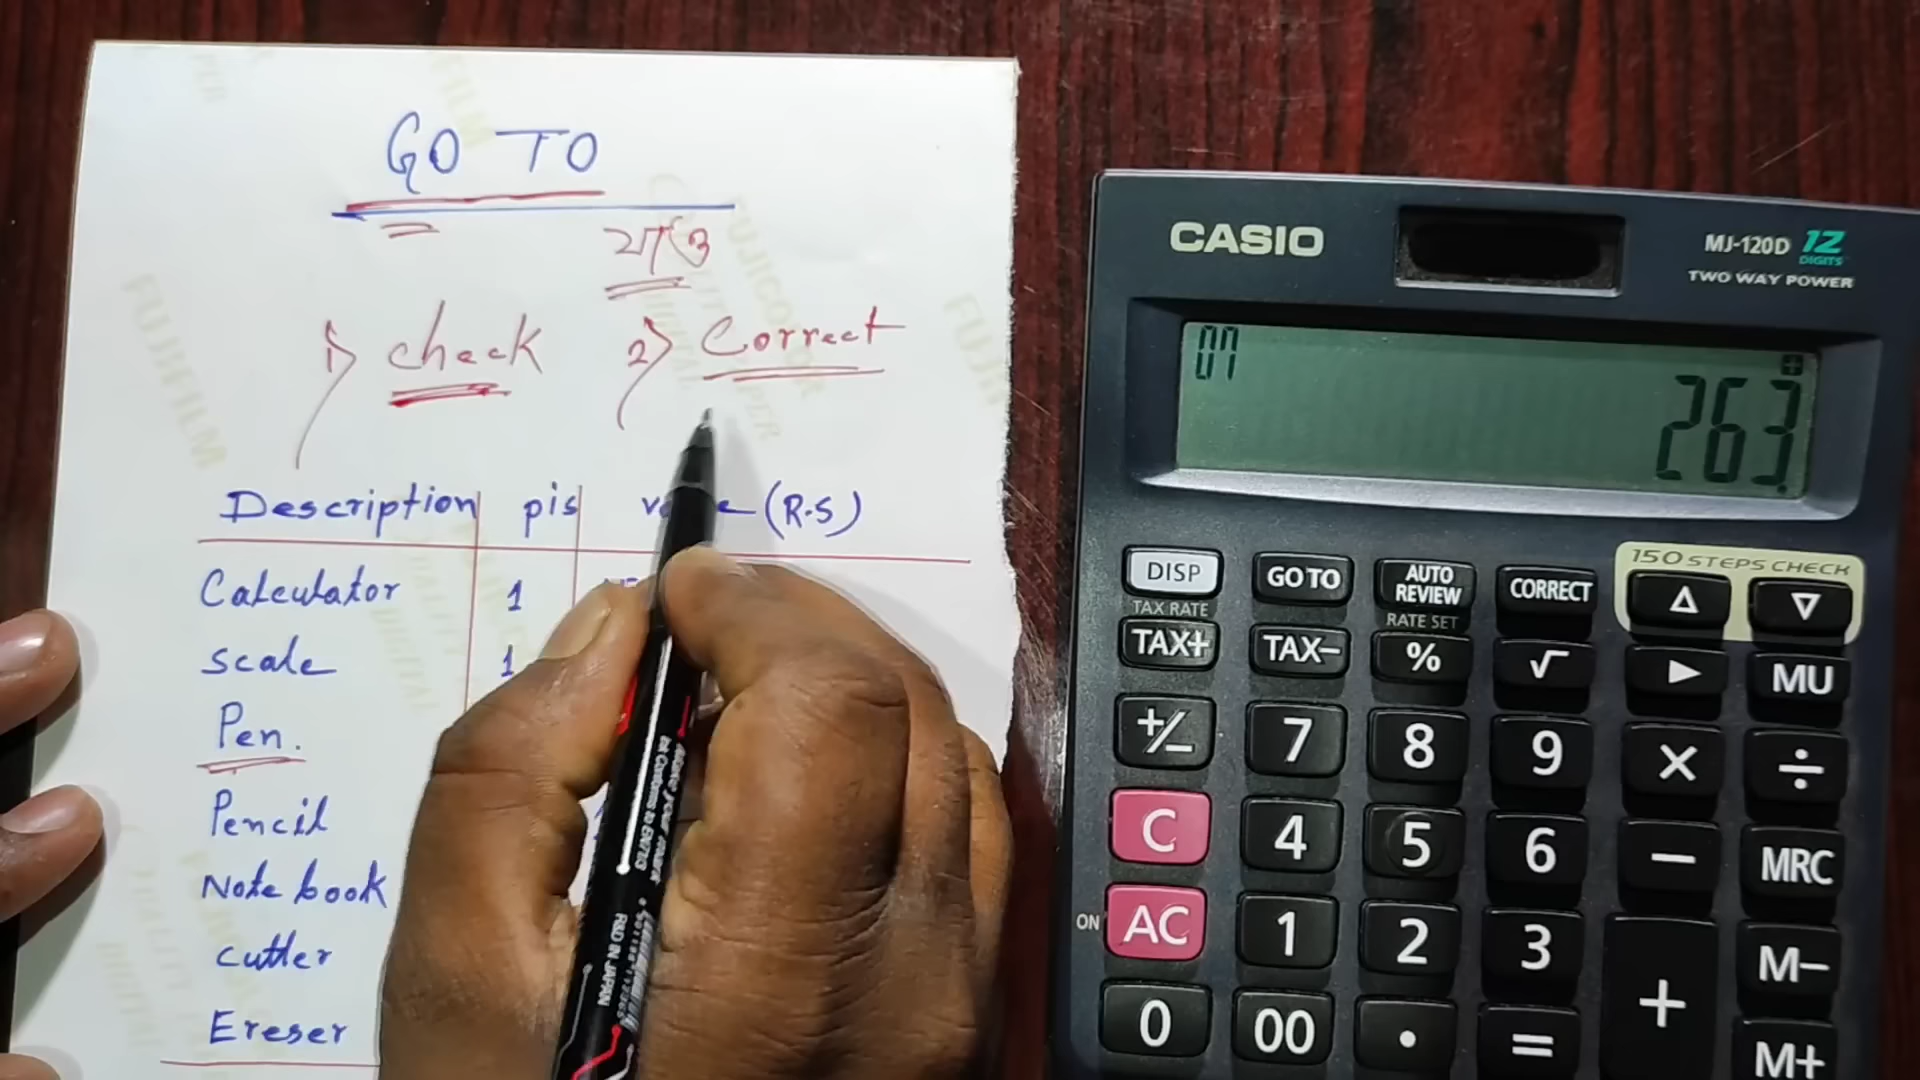 GO TO
1) Check 2) Correct
Description pis (R.S)
Calculator 1
scale 1
Pen.
Pencil
Note book
cutter
Ereser
CASIO
MJ-120D 12
DIGITS
TWO WAY POWER
07 +
263.
150 STEPS CHECK
DISP GO TO AUTO REVIEW CORRECT △ ▽
TAX RATE RATE SET
TAX+ TAX− % √ ▶ MU
+/− 7 8 9 × ÷
C 4 5 6 − MRC
ON AC 1 2 3 + M−
0 00 · = M+
R&D IN JAPAN
FUJIFILM